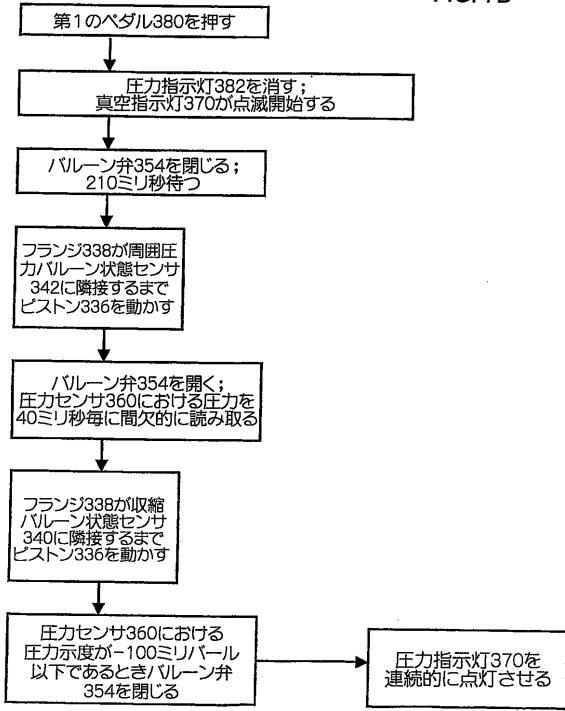 第1のペダル380を押す
圧力指示灯382を消す;
真空指示灯370が点滅開始する
バルーン弁354を閉じる;
210ミリ秒待つ
フランジ338が周囲圧
力バルーン状態センサ
342に隣接するまで
ピストン336を動かす
バルーン弁354を開く;
圧力センサ360における圧力を
40ミリ秒毎に間欠的に読み取る
フランジ338が収縮
バルーン状態センサ
340に隣接するまで
ピストン336を動かす
圧力センサ360における
圧力示度が-100ミリバール
以下であるときバルーン弁
354を閉じる
圧力指示灯370を
連続的に点灯させる